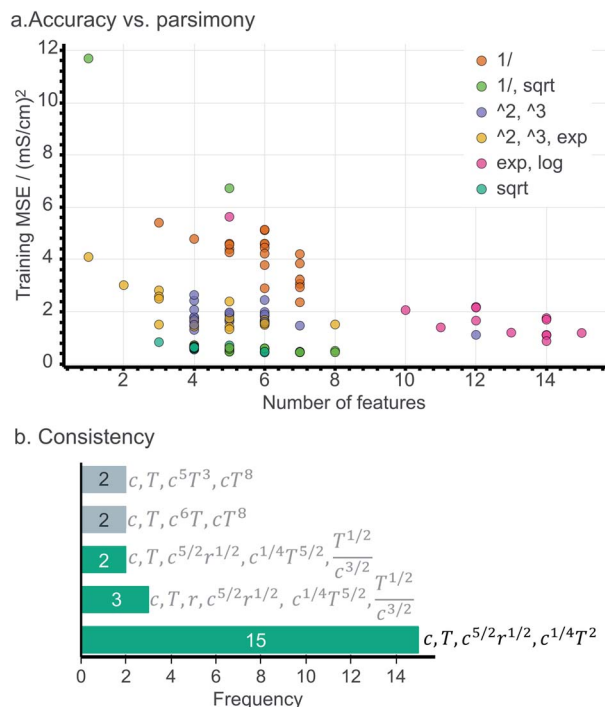 a.Accuracy vs. parsimony
Training MSE / (mS/cm)²
12
10
8
6
4
2
0
1/
1/, sqrt
^2, ^3
^2, ^3, exp
exp, log
sqrt
2 4 6 8 10 12 14
Number of features
b. Consistency
2 c, T, c⁵T³, cT⁸
2 c, T, c⁶T, cT⁸
2 c, T, c^{5/2}r^{1/2}, c^{1/4}T^{5/2}, T^{1/2}/c^{3/2}
3 c, T, r, c^{5/2}r^{1/2}, c^{1/4}T^{5/2}, T^{1/2}/c^{3/2}
15 c, T, c^{5/2}r^{1/2}, c^{1/4}T²
0 2 4 6 8 10 12 14
Frequency